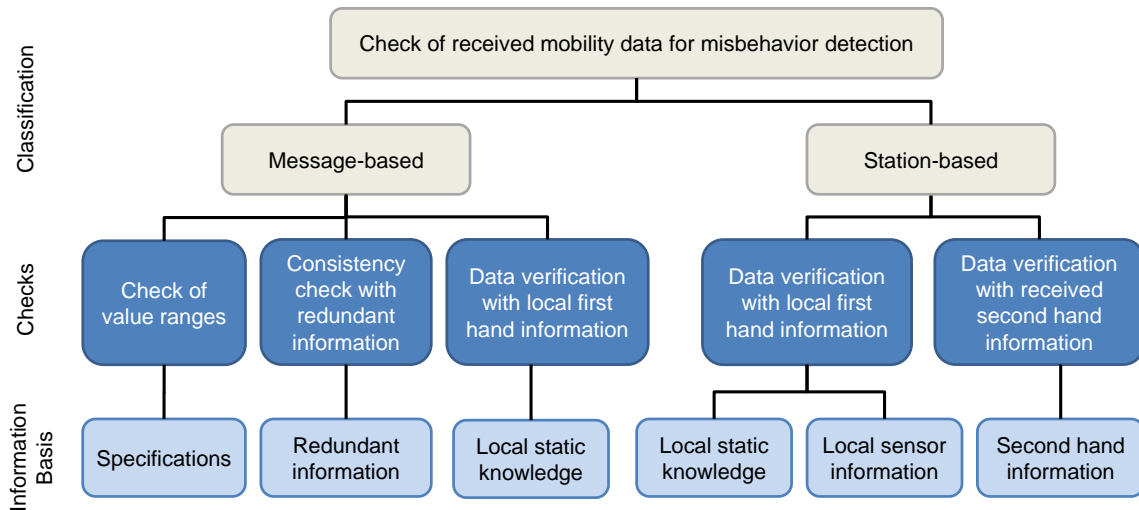 Classification
Check of received mobility data for misbehavior detection
Message-based
Station-based
Checks
Check of
value ranges
Consistency
check with
redundant
information
Data verification
with local first
hand information
Data verification
with local first
hand information
Data verification
with received
second hand
information
Information
Basis
Specifications
Redundant
information
Local static
knowledge
Local static
knowledge
Local sensor
information
Second hand
information